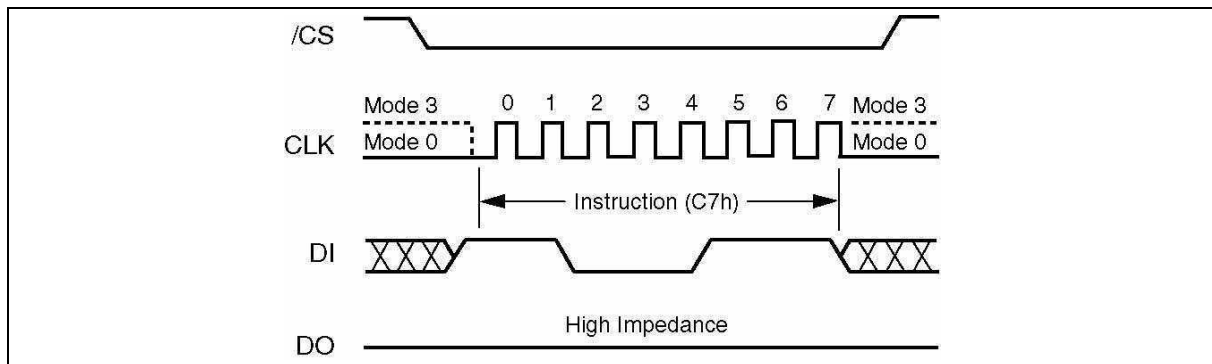 /CS
Mode 3 0 1 2 3 4 5 6 7 Mode 3
CLK Mode 0 Mode 0
Instruction (C7h)
DI
High Impedance
DO